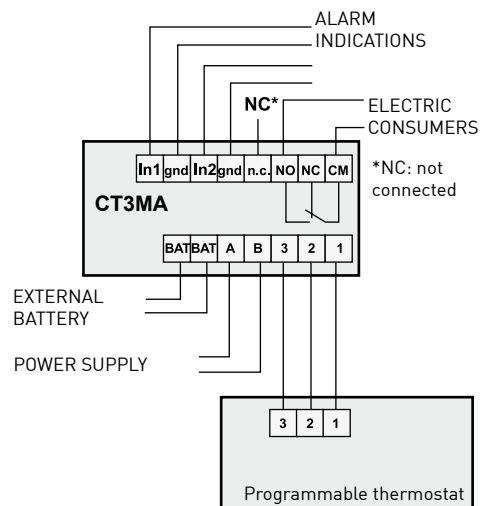 ALARM
INDICATIONS
NC*
ELECTRIC
CONSUMERS
*NC: not
connected
In1 gnd In2 gnd n.c. NO NC CM
CT3MA
BAT BAT A B 3 2 1
EXTERNAL
BATTERY
POWER SUPPLY
3 2 1
Programmable thermostat